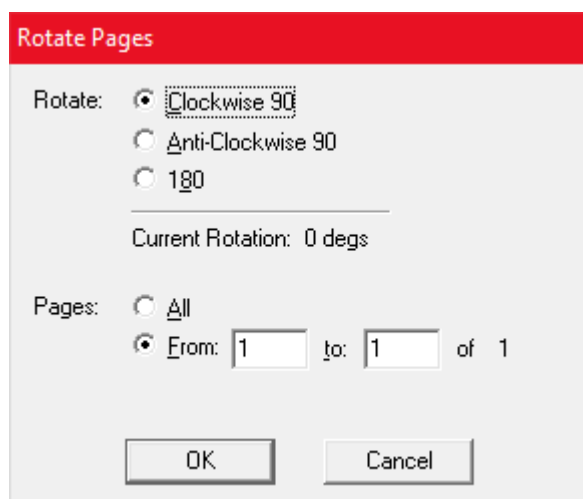 Rotate Pages
Rotate: Clockwise 90
Anti-Clockwise 90
180
Current Rotation: 0 degs
Pages: All
From: 1 to: 1 of 1
OK Cancel